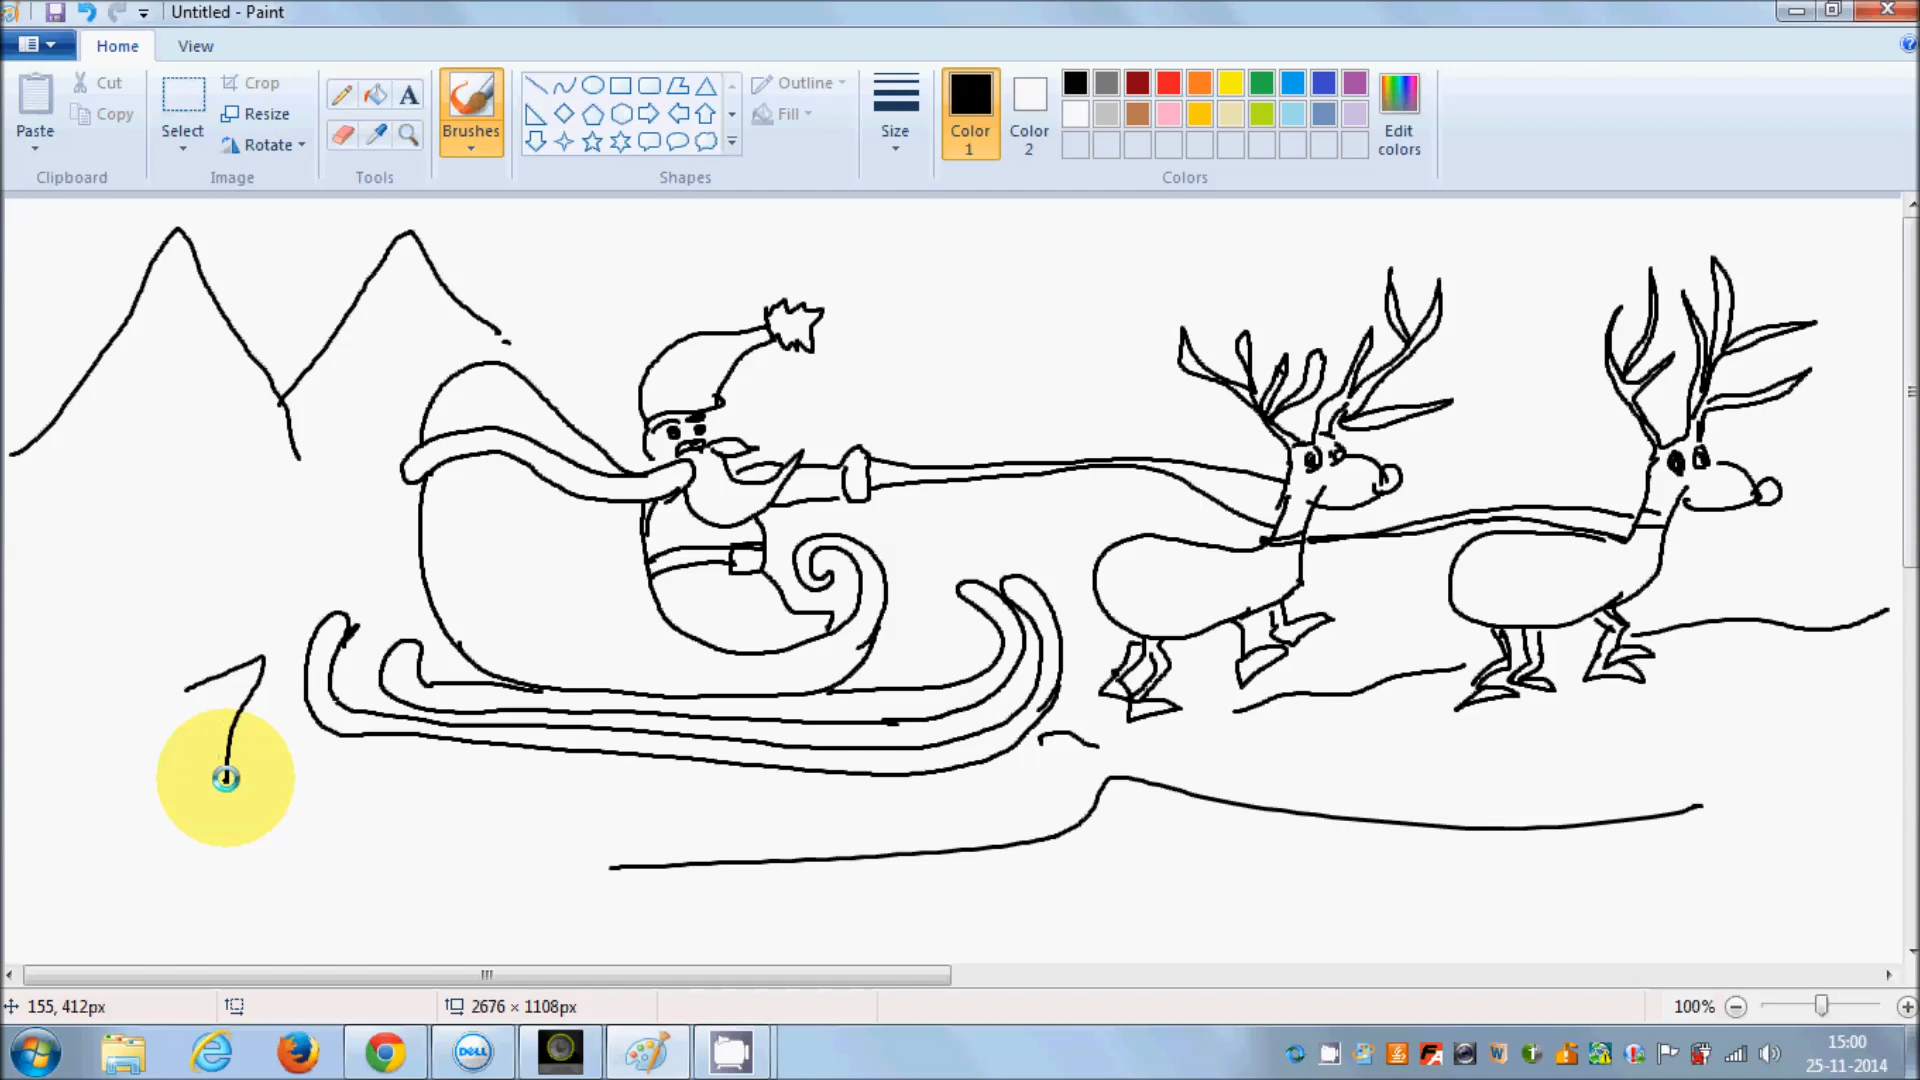 Untitled - Paint
Home View
Paste
Cut
Copy
Clipboard
Select
Crop
Resize
Rotate
Image
A
Tools
Brushes
Outline
Fill
Shapes
Size
Color 1
Color 2
Edit colors
Colors
155, 412px
2676 × 1108px
100%
DELL
15:00
25-11-2014